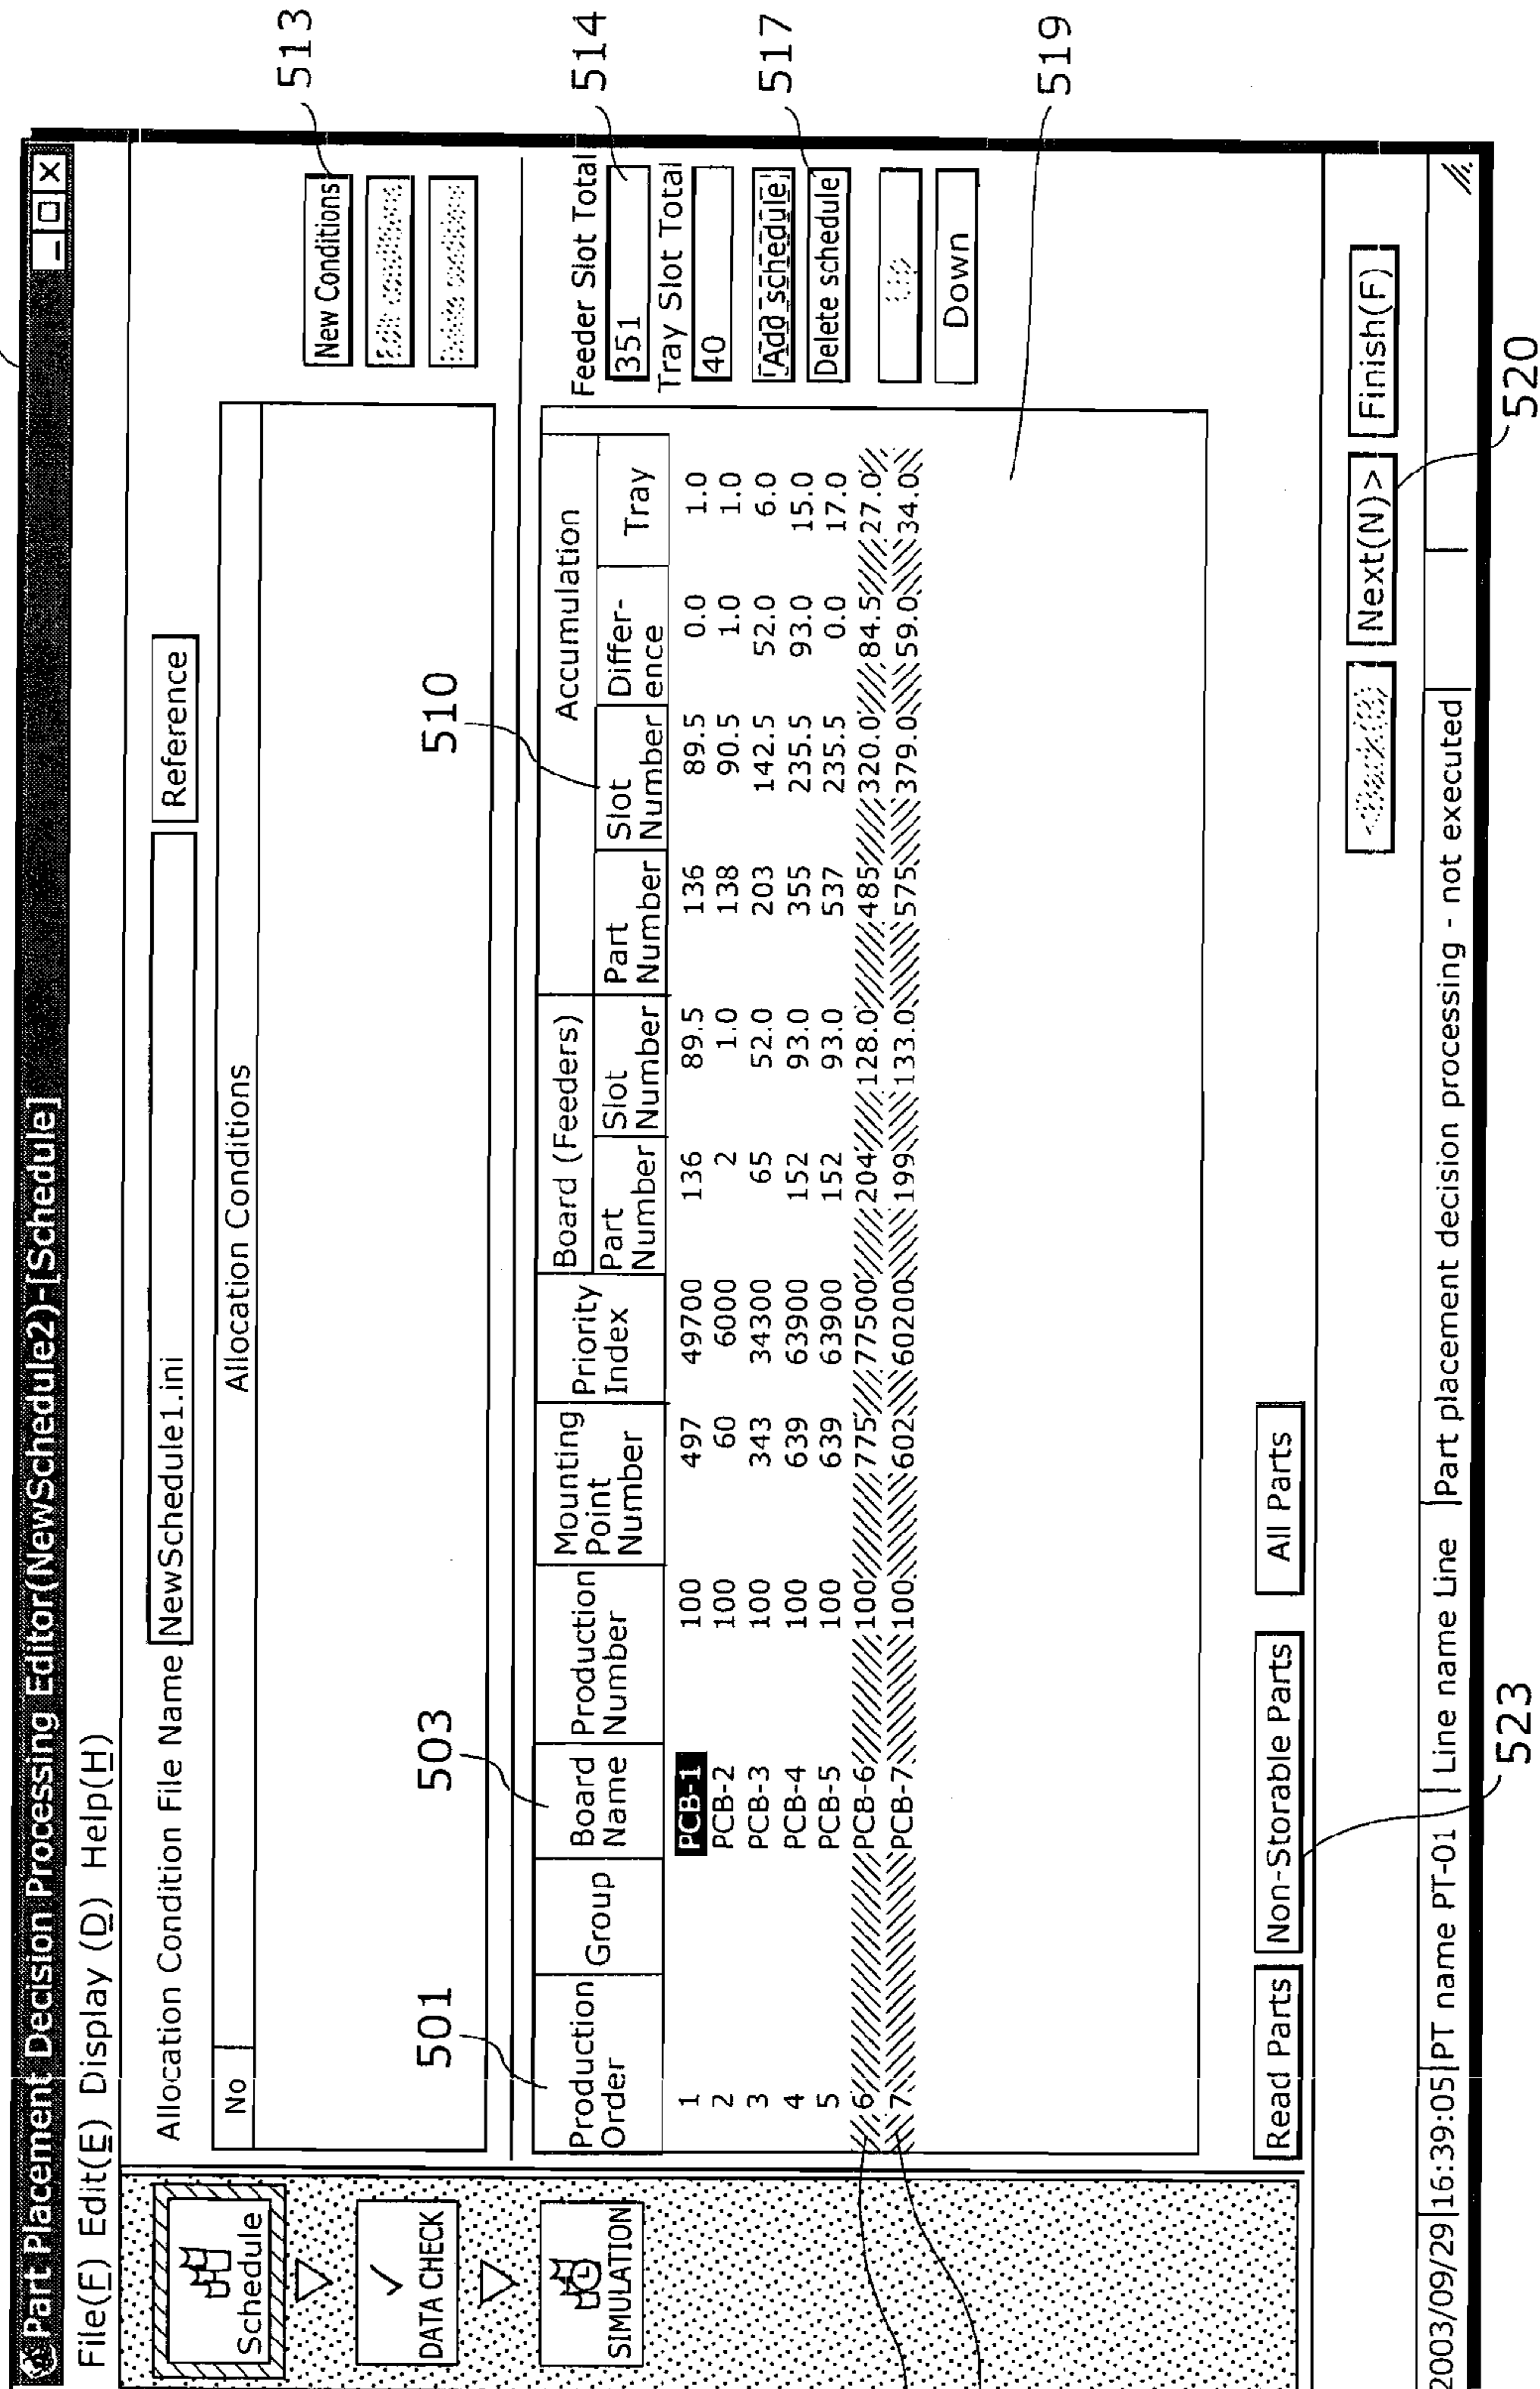 Part Placement Decision Processing Editor(NewSchedule2)-[Schedule]
File(F) Edit(E) Display (D) Help(H)
Schedule
DATA CHECK
SIMULATION
Allocation Condition File Name NewSchedule1.ini Reference
No Allocation Conditions
New Conditions
513
501
503
510
514
517
519
Production Order Group Board Name Production Number Mounting Point Number Priority Index Board (Feeders) Accumulation
Part Number Slot Number Part Number Slot Number Differ-ence Tray
1 PCB-1 100 497 49700 136 89.5 136 89.5 0.0 1.0
2 PCB-2 100 60 6000 2 1.0 138 90.5 1.0 1.0
3 PCB-3 100 343 34300 65 52.0 203 142.5 52.0 6.0
4 PCB-4 100 639 63900 152 93.0 355 235.5 93.0 15.0
5 PCB-5 100 639 63900 152 93.0 537 235.5 0.0 17.0
6 PCB-6 100 775 77500 204 128.0 485 320.0 84.5 27.0
7 PCB-7 100 602 60200 199 133.0 575 379.0 59.0 34.0
Feeder Slot Total
351
Tray Slot Total
40
Add schedule
Delete schedule
Down
Read Parts Non-Storable Parts All Parts
Next(N)> Finish(F)
2003/09/29 16:39:05 PT name PT-01 Line name Line Part placement decision processing - not executed
523
520